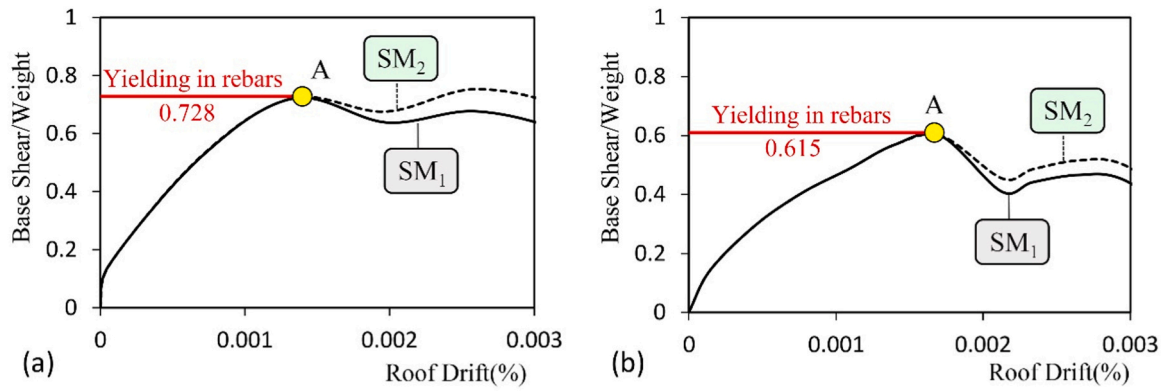 1
0.8
0.6
0.4
0.2
0
Base Shear/Weight
Yielding in rebars
0.728
A
SM2
SM1
0
0.001
0.002
0.003
Roof Drift(%)
(a)
1
0.8
0.6
0.4
0.2
0
Base Shear/Weight
Yielding in rebars
0.615
A
SM2
SM1
0
0.001
0.002
0.003
Roof Drift(%)
(b)